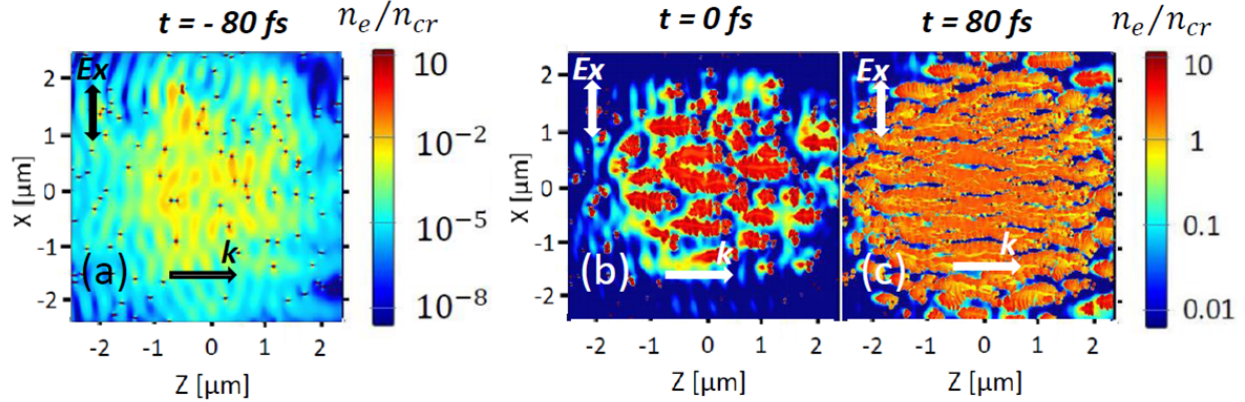 t = - 80 fs
n_e/n_cr
t = 0 fs
t = 80 fs
n_e/n_cr
Ex
2
1
0
-1
-2
X [μm]
k
(a)
-2 -1 0 1 2
Z [μm]
10
10^{-2}
10^{-5}
10^{-8}
Ex
2
1
0
-1
-2
X [μm]
k
(b)
-2 -1 0 1 2
Z [μm]
Ex
k
(c)
-2 -1 0 1 2
Z [μm]
10
1
0.1
0.01